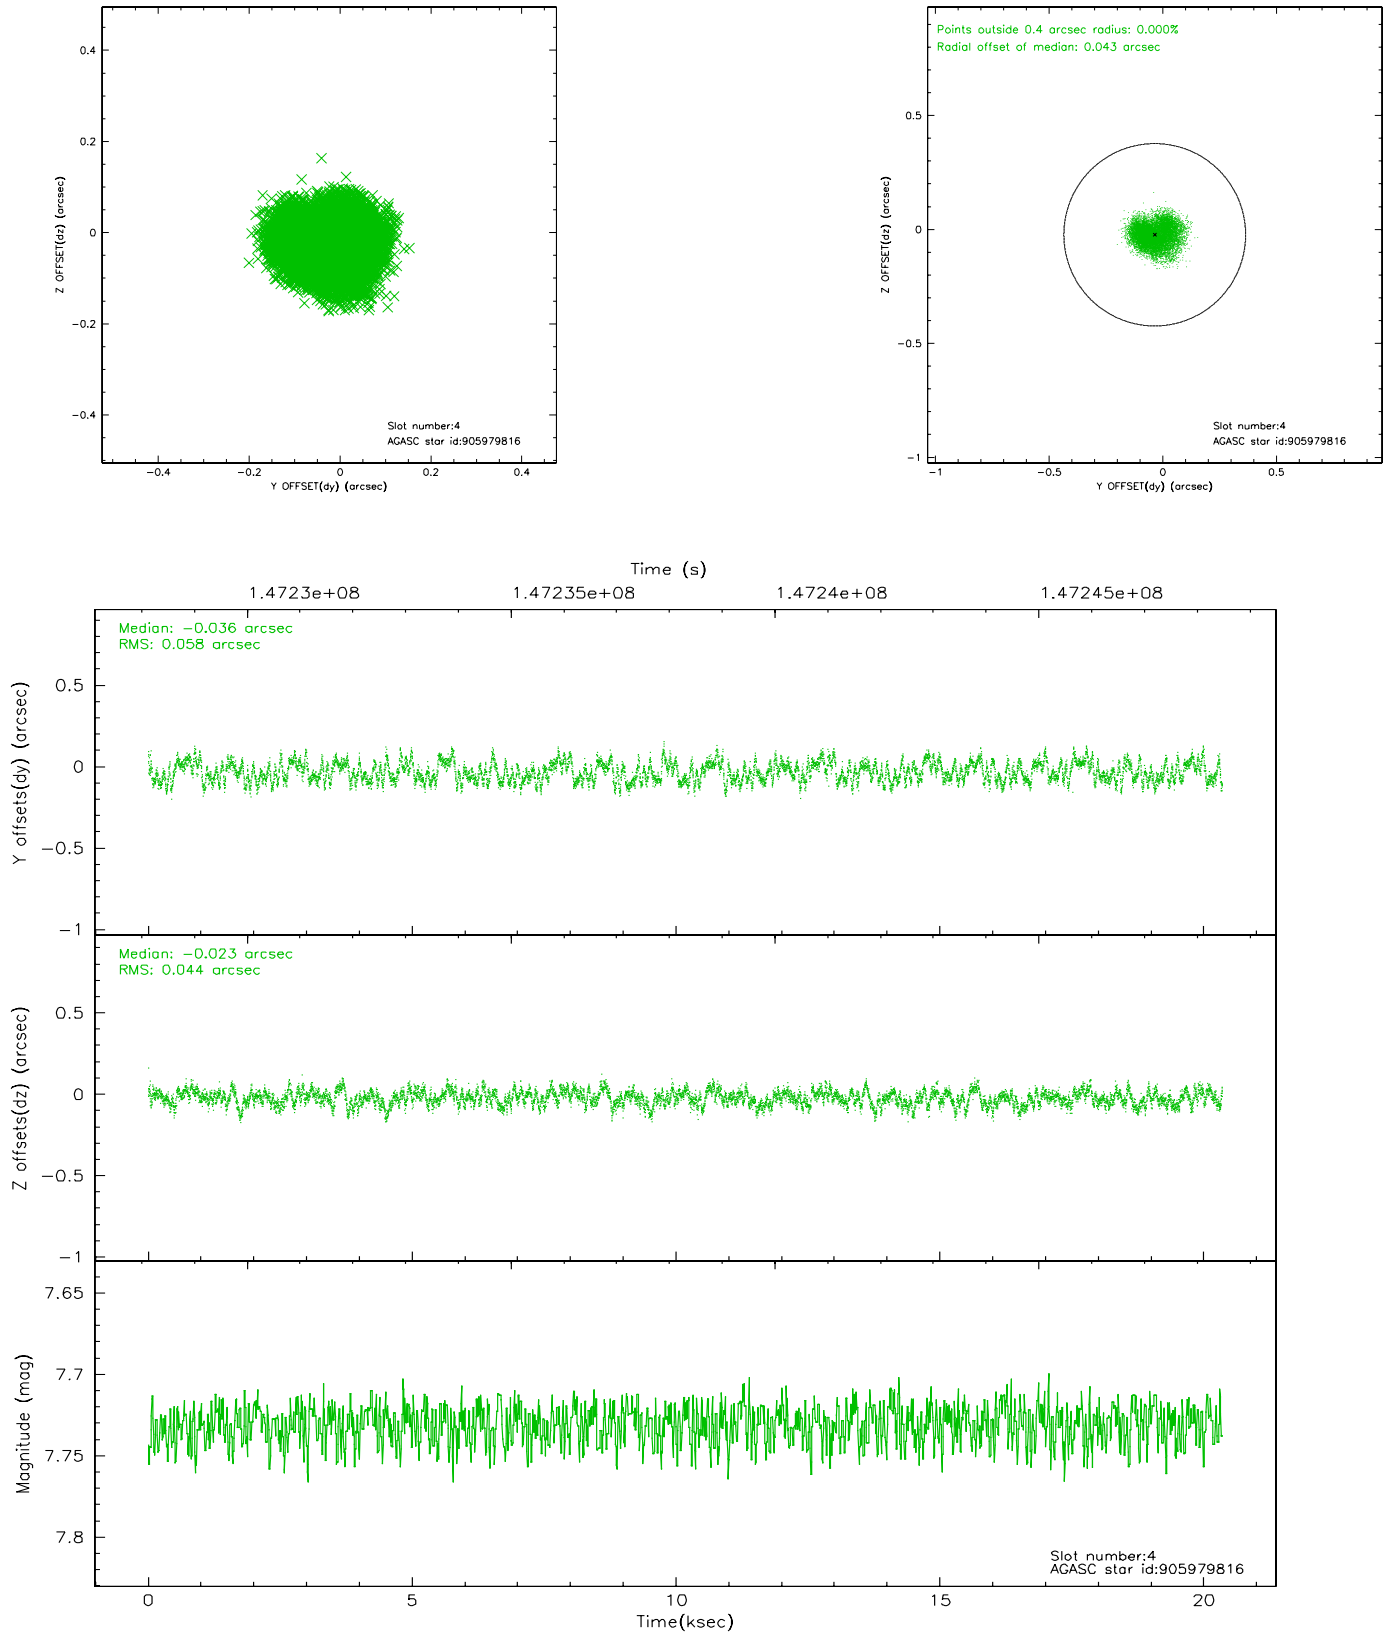 0.4
0.2
0
−0.2
−0.4
Z OFFSET(dz) (arcsec)
Slot number:4
AGASC star id:905979816
−0.4 −0.2 0 0.2 0.4
Y OFFSET(dy) (arcsec)
Points outside 0.4 arcsec radius: 0.000%
Radial offset of median: 0.043 arcsec
0.5
0
−0.5
−1
Z OFFSET(dz) (arcsec)
Slot number:4
AGASC star id:905979816
−1 −0.5 0 0.5
Y OFFSET(dy) (arcsec)
Time (s)
1.4723e+08 1.47235e+08 1.4724e+08 1.47245e+08
Median: −0.036 arcsec
RMS: 0.058 arcsec
0.5
0
−0.5
−1
Y offsets(dy) (arcsec)
Median: −0.023 arcsec
RMS: 0.044 arcsec
0.5
0
−0.5
−1
Z offsets(dz) (arcsec)
7.65
7.7
7.75
7.8
Magnitude (mag)
Slot number:4
AGASC star id:905979816
0 5 10 15 20
Time(ksec)